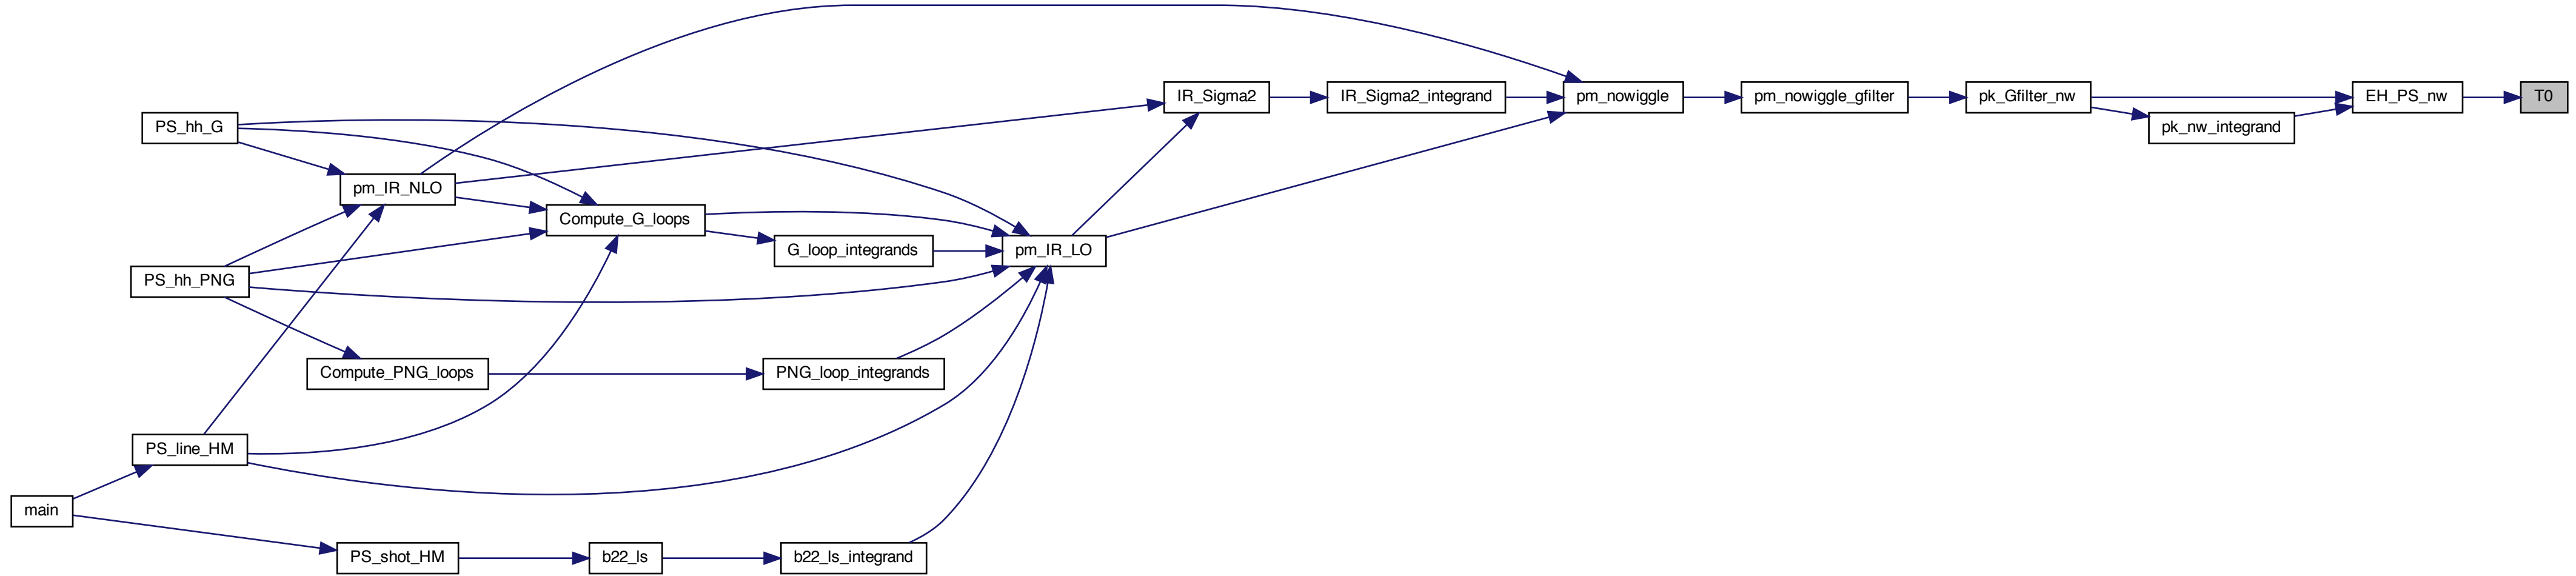 IR_Sigma2
IR_Sigma2_integrand
pm_nowiggle
pm_nowiggle_gfilter
pk_Gfilter_nw
EH_PS_nw
T0
PS_hh_G
pk_nw_integrand
pm_IR_NLO
Compute_G_loops
G_loop_integrands
pm_IR_LO
PS_hh_PNG
Compute_PNG_loops
PNG_loop_integrands
PS_line_HM
main
PS_shot_HM
b22_ls
b22_ls_integrand